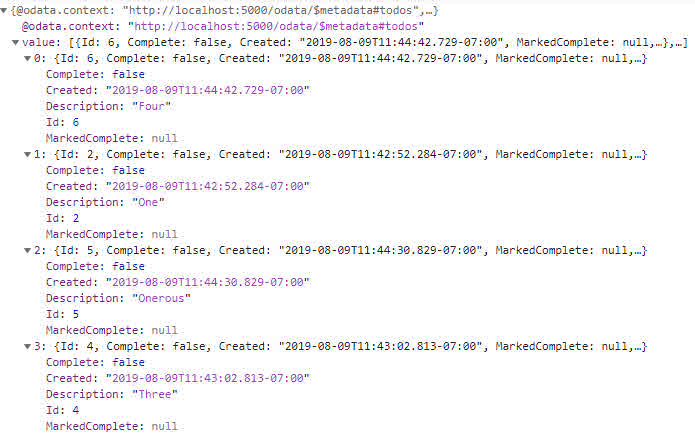 {@odata.context: "http://localhost:5000/odata/$metadata#todos",…}
@odata.context: "http://localhost:5000/odata/$metadata#todos"
value: [{Id: 6, Complete: false, Created: "2019-08-09T11:44:42.729-07:00", MarkedComplete: null,…},…]
0: {Id: 6, Complete: false, Created: "2019-08-09T11:44:42.729-07:00", MarkedComplete: null,…}
Complete: false
Created: "2019-08-09T11:44:42.729-07:00"
Description: "Four"
Id: 6
MarkedComplete: null
1: {Id: 2, Complete: false, Created: "2019-08-09T11:42:52.284-07:00", MarkedComplete: null,…}
Complete: false
Created: "2019-08-09T11:42:52.284-07:00"
Description: "One"
Id: 2
MarkedComplete: null
2: {Id: 5, Complete: false, Created: "2019-08-09T11:44:30.829-07:00", MarkedComplete: null,…}
Complete: false
Created: "2019-08-09T11:44:30.829-07:00"
Description: "Onerous"
Id: 5
MarkedComplete: null
3: {Id: 4, Complete: false, Created: "2019-08-09T11:43:02.813-07:00", MarkedComplete: null,…}
Complete: false
Created: "2019-08-09T11:43:02.813-07:00"
Description: "Three"
Id: 4
MarkedComplete: null